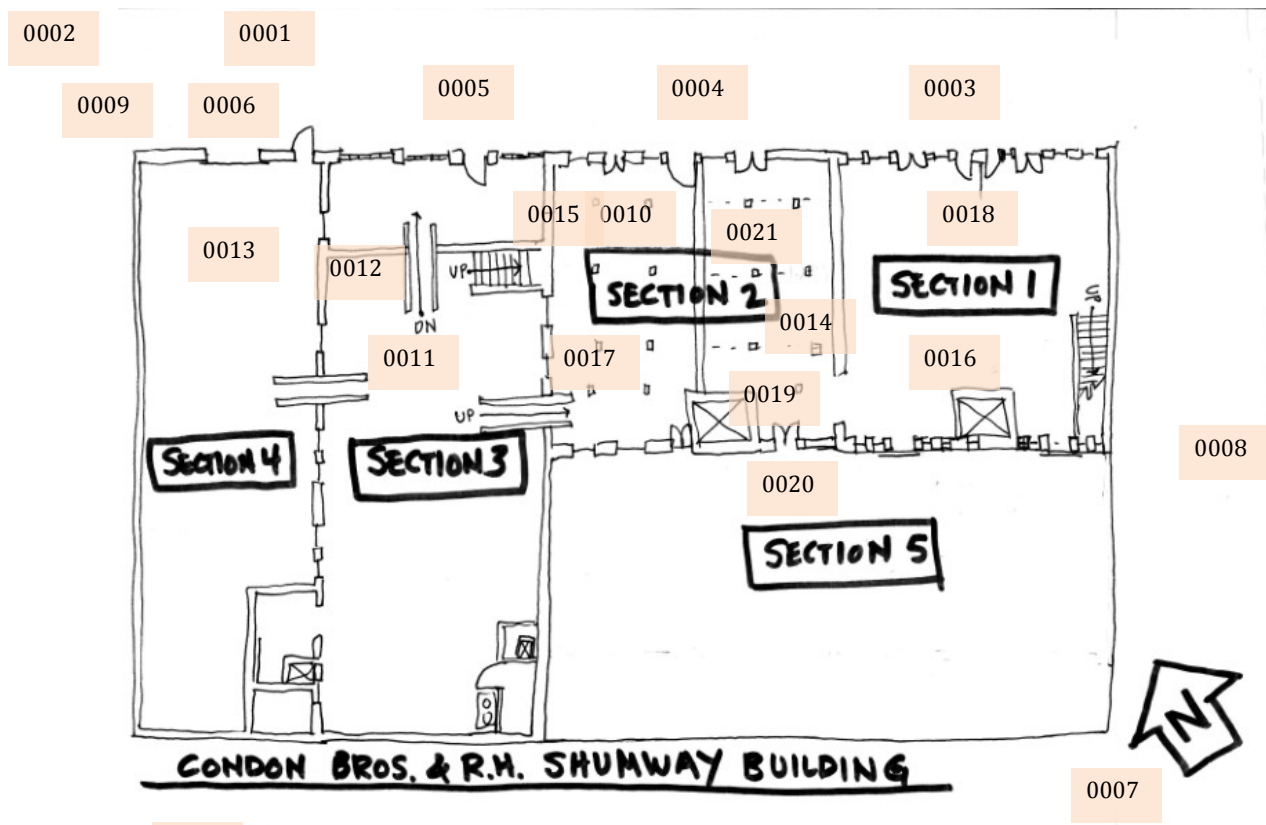 0002 0001
0005 0004 0003
0009 0006
0015 0010 0018
0013 0021
0012
UP
SECTION 2
SECTION 1
UP
DN
0014
0011 0017 0016
0019
UP
SECTION 4
SECTION 3
0008
0020
SECTION 5
N
CONDON BROS. & R.H. SHUMWAY BUILDING
0007